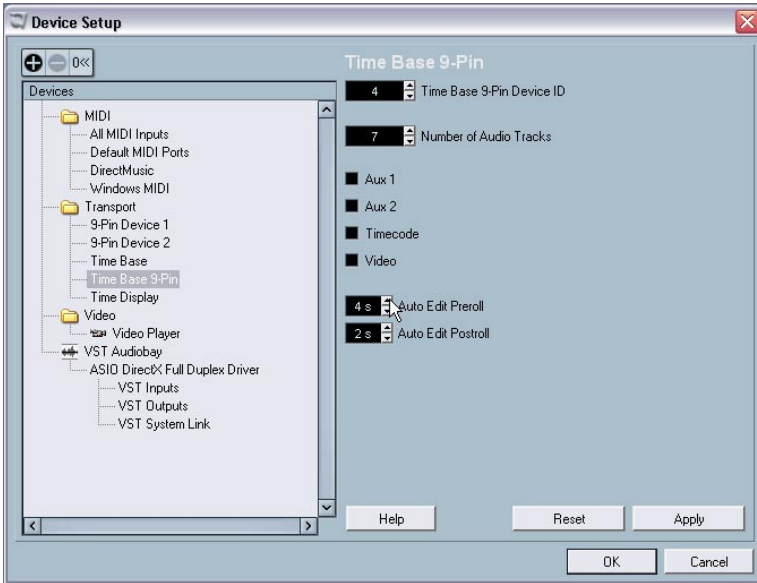 Device Setup
0≪
Devices
MIDI
All MIDI Inputs
Default MIDI Ports
DirectMusic
Windows MIDI
Transport
9-Pin Device 1
9-Pin Device 2
Time Base
Time Base 9-Pin
Time Display
Video
Video Player
VST Audiobay
ASIO DirectX Full Duplex Driver
VST Inputs
VST Outputs
VST System Link
Time Base 9-Pin
4 Time Base 9-Pin Device ID
7 Number of Audio Tracks
Aux 1
Aux 2
Timecode
Video
4 s Auto Edit Preroll
2 s Auto Edit Postroll
Help Reset Apply
OK Cancel